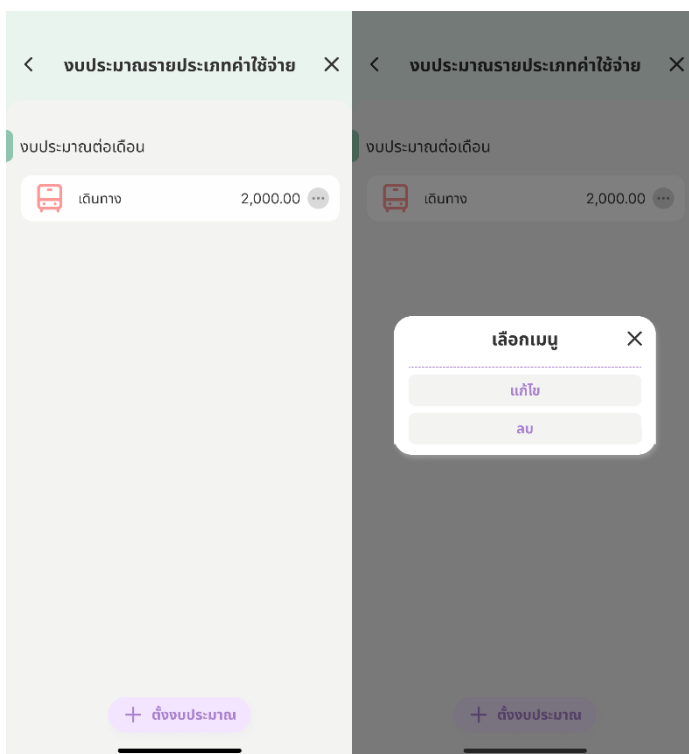 งบประมาณรายประเภทค่าใช้จ่าย
งบประมาณต่อเดือน
เดินทาง 2,000.00
ตั้งงบประมาณ
งบประมาณรายประเภทค่าใช้จ่าย
งบประมาณต่อเดือน
เดินทาง 2,000.00
เลือกเมนู
แก้ไข
ลบ
ตั้งงบประมาณ